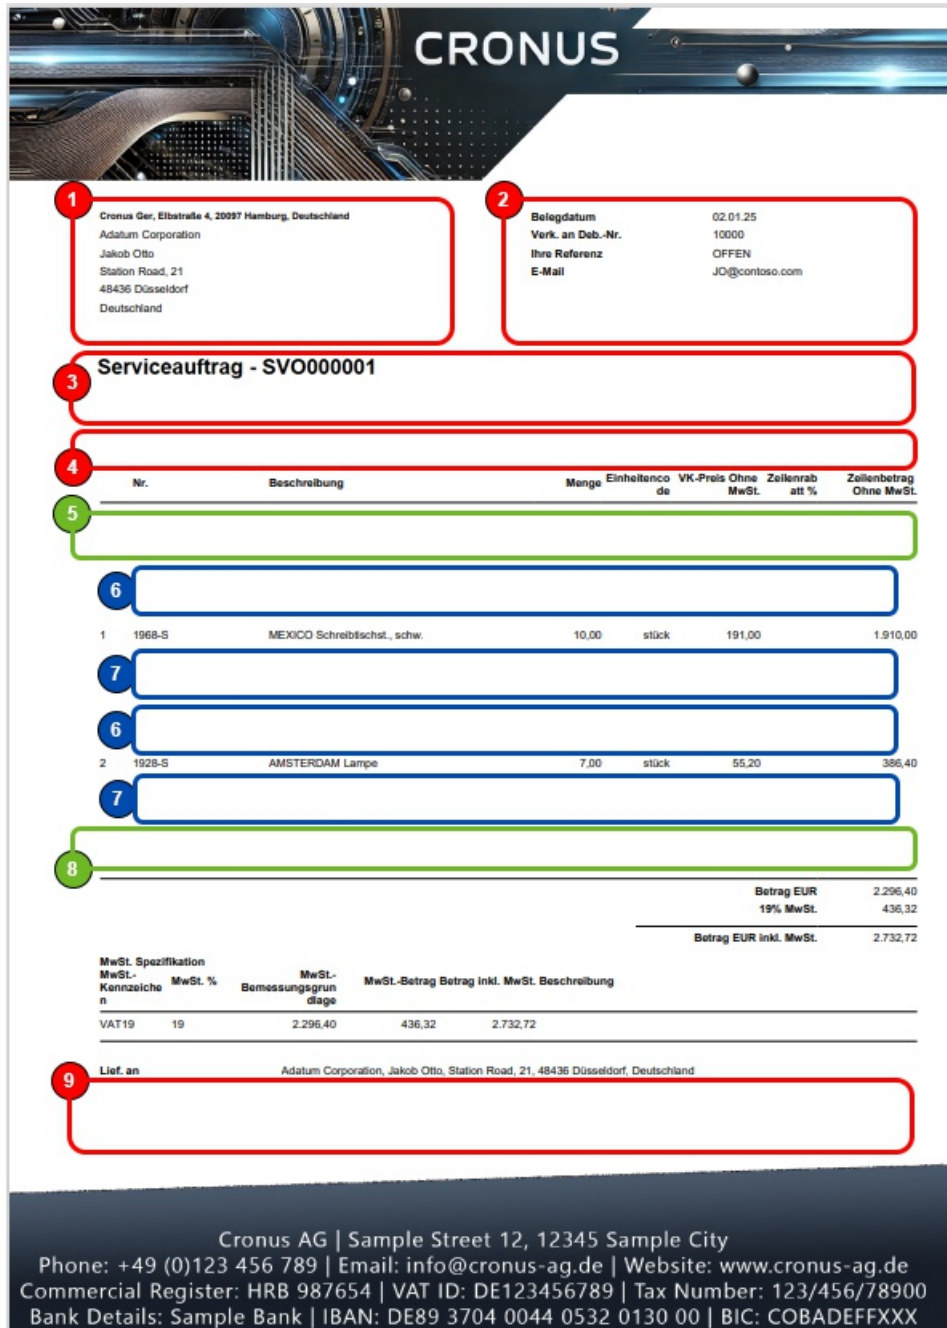 CRONUS
1
2
Cronus Ger, Elbstraße 4, 20097 Hamburg, Deutschland
Adatum Corporation
Jakob Otto
Station Road, 21
48436 Düsseldorf
Deutschland
Belegdatum 02.01.25
Verk. an Deb.-Nr. 10000
Ihre Referenz OFFEN
E-Mail JO@contoso.com
3
Serviceauftrag - SVO000001
4
Nr. Beschreibung Menge Einheitenco VK-Preis Ohne Zeilenrab Zeilenbetrag
de MwSt. att % Ohne MwSt.
5
6
1 1968-S MEXICO Schreibtischst., schw. 10,00 stück 191,00 1.910,00
7
6
2 1928-S AMSTERDAM Lampe 7,00 stück 55,20 386,40
7
8
Betrag EUR 2.296,40
19% MwSt. 436,32
Betrag EUR inkl. MwSt. 2.732,72
MwSt. Spezifikation
MwSt.- MwSt. % MwSt.- MwSt.-Betrag Betrag inkl. MwSt. Beschreibung
Kennzeiche Bemessungsgrun
n dlage
VAT19 19 2.296,40 436,32 2.732,72
9
Lief. an Adatum Corporation, Jakob Otto, Station Road, 21, 48436 Düsseldorf, Deutschland
Cronus AG | Sample Street 12, 12345 Sample City
Phone: +49 (0)123 456 789 | Email: info@cronus-ag.de | Website: www.cronus-ag.de
Commercial Register: HRB 987654 | VAT ID: DE123456789 | Tax Number: 123/456/78900
Bank Details: Sample Bank | IBAN: DE89 3704 0044 0532 0130 00 | BIC: COBADEFFXXX